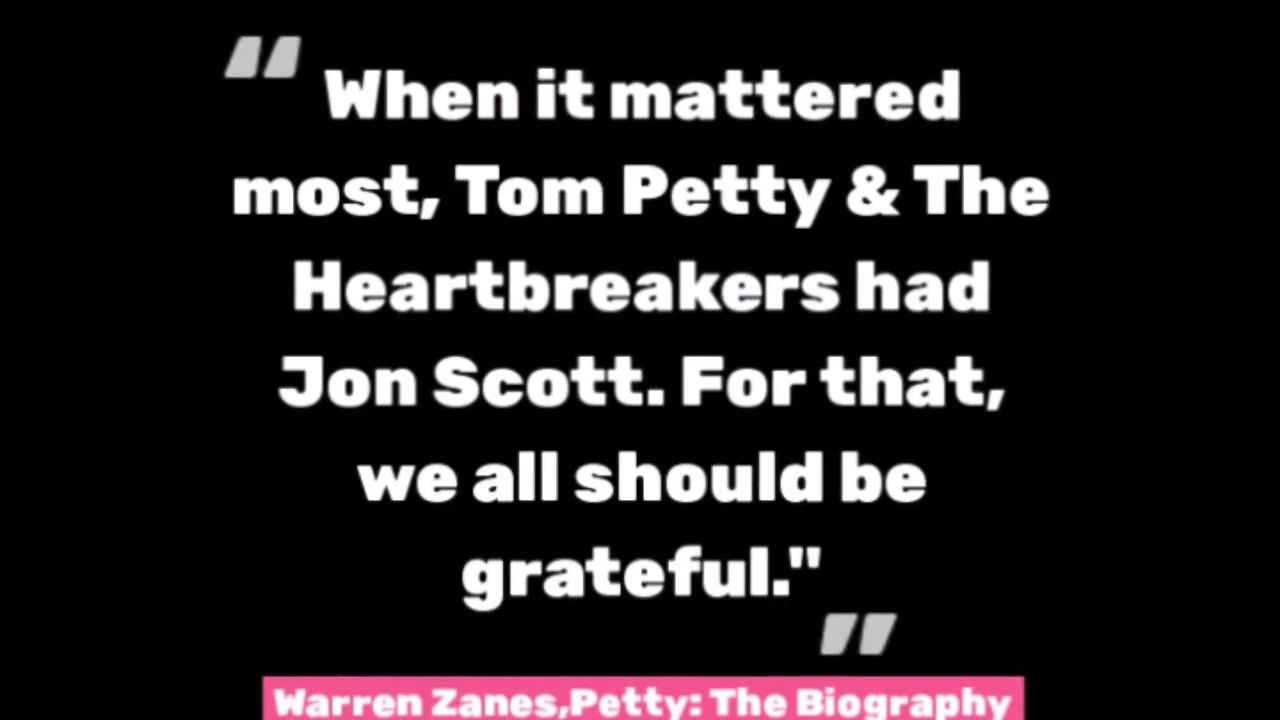 " When it mattered
most, Tom Petty & The
Heartbreakers had
Jon Scott. For that,
we all should be
grateful."
"
Warren Zanes,Petty: The Biography